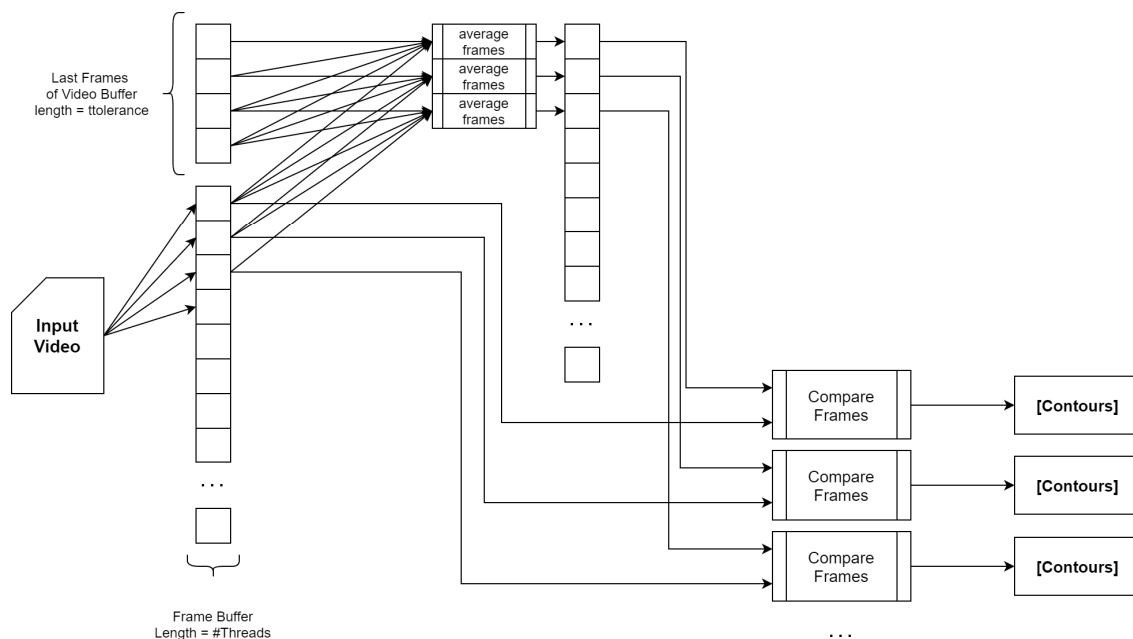 average
frames
average
frames
average
frames
Last Frames
of Video Buffer
length = ttolerance
Input
Video
. . .
. . .
Compare
Frames
[Contours]
Compare
Frames
[Contours]
Compare
Frames
[Contours]
Frame Buffer
Length = #Threads
. . .